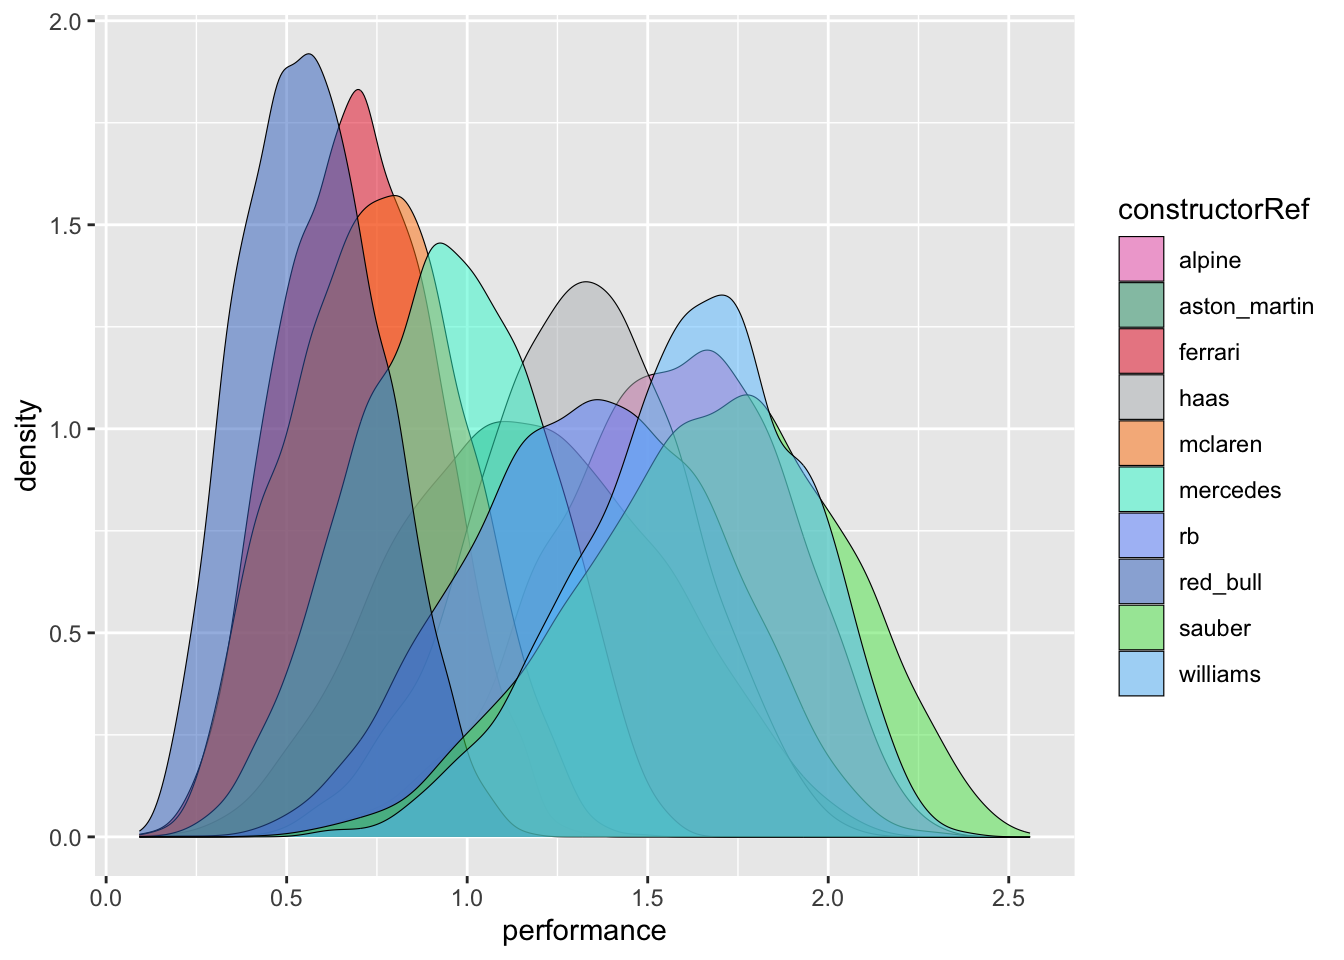 2.0
1.5
1.0
0.5
0.0
density
0.0 0.5 1.0 1.5 2.0 2.5
performance
constructorRef
alpine
aston_martin
ferrari
haas
mclaren
mercedes
rb
red_bull
sauber
williams